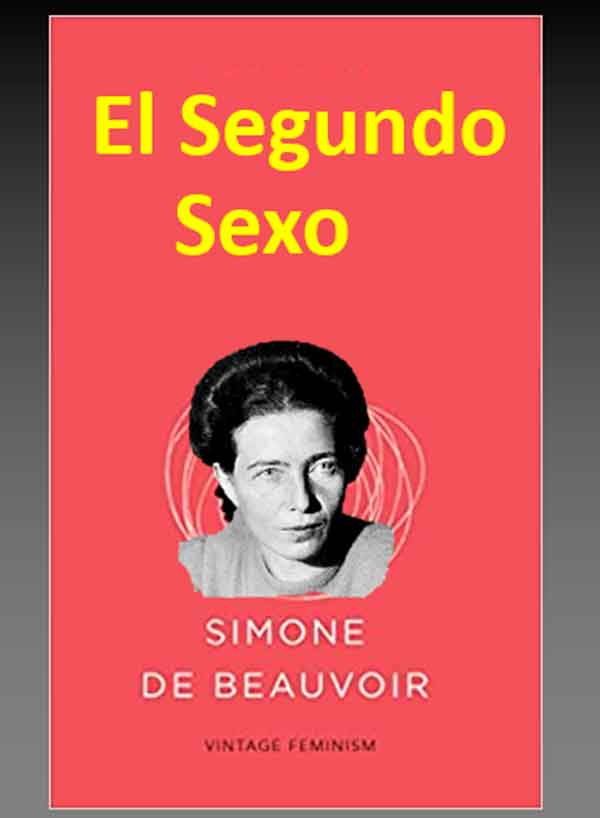 El Segundo
Sexo
SIMONE
DE BEAUVOIR
VINTAGE FEMINISM